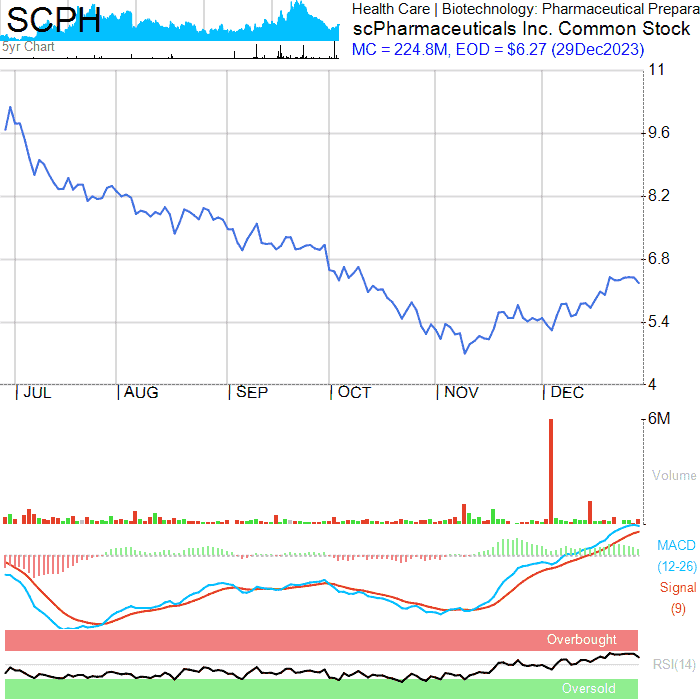 SCPH
5yr Chart
Health Care | Biotechnology: Pharmaceutical Prepara
scPharmaceuticals Inc. Common Stock
MC = 224.8M, EOD = $6.27 (29Dec2023)
11
9.6
8.2
6.8
5.4
4
JUL AUG SEP OCT NOV DEC
6M
Volume
MACD
(12-26)
Signal
(9)
Overbought
RSI(14)
Oversold